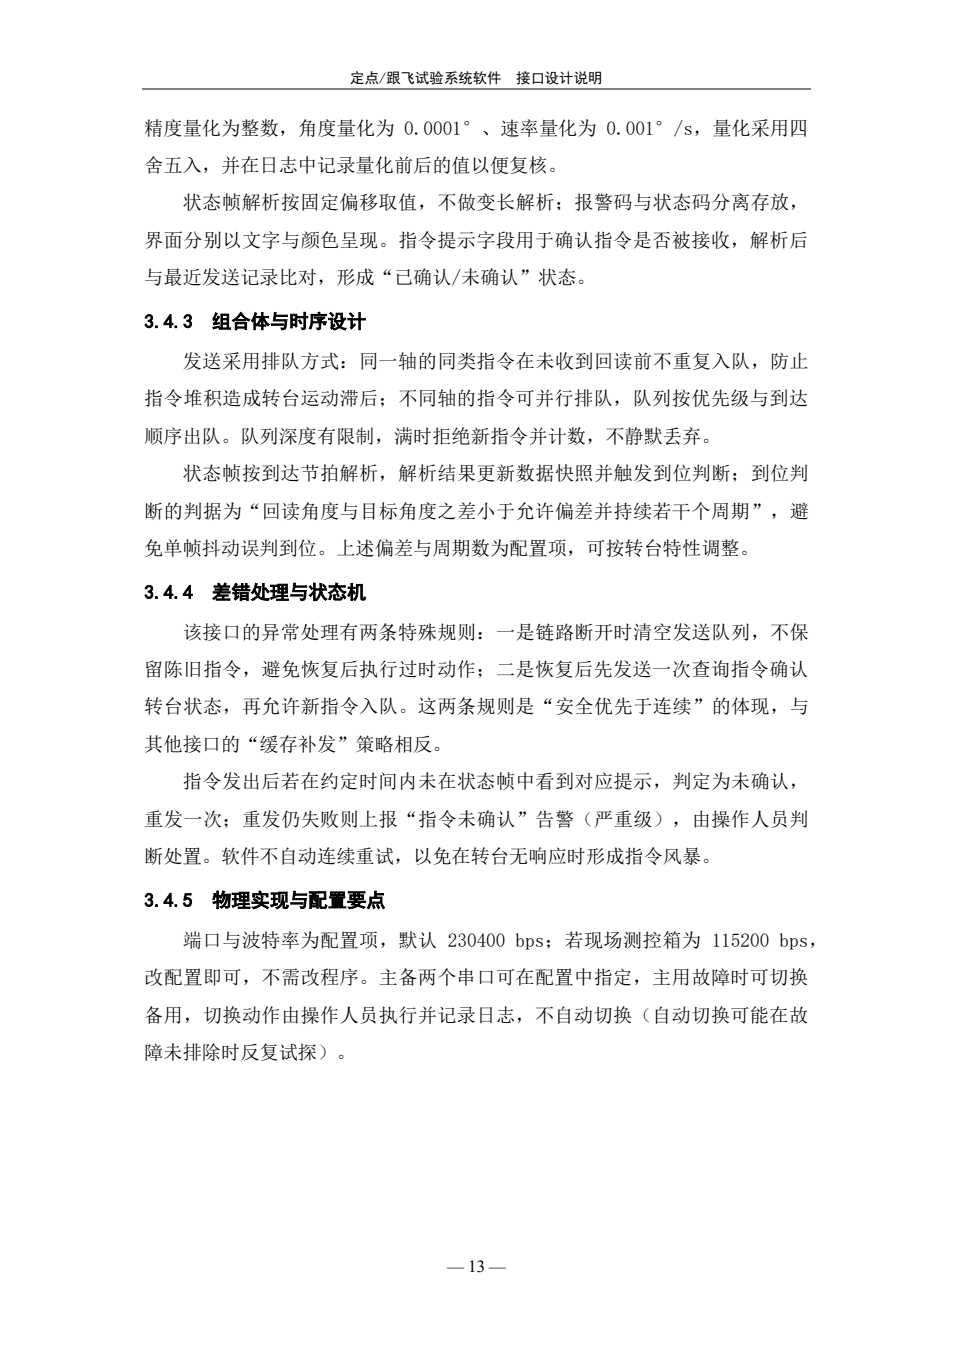 定点/跟飞试验系统软件　接口设计说明
精度量化为整数，角度量化为 0.0001°、速率量化为 0.001°/s，量化采用四
舍五入，并在日志中记录量化前后的值以便复核。
状态帧解析按固定偏移取值，不做变长解析；报警码与状态码分离存放，
界面分别以文字与颜色呈现。指令提示字段用于确认指令是否被接收，解析后
与最近发送记录比对，形成“已确认/未确认”状态。
3.4.3　组合体与时序设计
发送采用排队方式：同一轴的同类指令在未收到回读前不重复入队，防止
指令堆积造成转台运动滞后；不同轴的指令可并行排队，队列按优先级与到达
顺序出队。队列深度有限制，满时拒绝新指令并计数，不静默丢弃。
状态帧按到达节拍解析，解析结果更新数据快照并触发到位判断；到位判
断的判据为“回读角度与目标角度之差小于允许偏差并持续若干个周期”，避
免单帧抖动误判到位。上述偏差与周期数为配置项，可按转台特性调整。
3.4.4　差错处理与状态机
该接口的异常处理有两条特殊规则：一是链路断开时清空发送队列，不保
留陈旧指令，避免恢复后执行过时动作；二是恢复后先发送一次查询指令确认
转台状态，再允许新指令入队。这两条规则是“安全优先于连续”的体现，与
其他接口的“缓存补发”策略相反。
指令发出后若在约定时间内未在状态帧中看到对应提示，判定为未确认，
重发一次；重发仍失败则上报“指令未确认”告警（严重级），由操作人员判
断处置。软件不自动连续重试，以免在转台无响应时形成指令风暴。
3.4.5　物理实现与配置要点
端口与波特率为配置项，默认 230400 bps；若现场测控箱为 115200 bps，
改配置即可，不需改程序。主备两个串口可在配置中指定，主用故障时可切换
备用，切换动作由操作人员执行并记录日志，不自动切换（自动切换可能在故
障未排除时反复试探）。
— 13 —